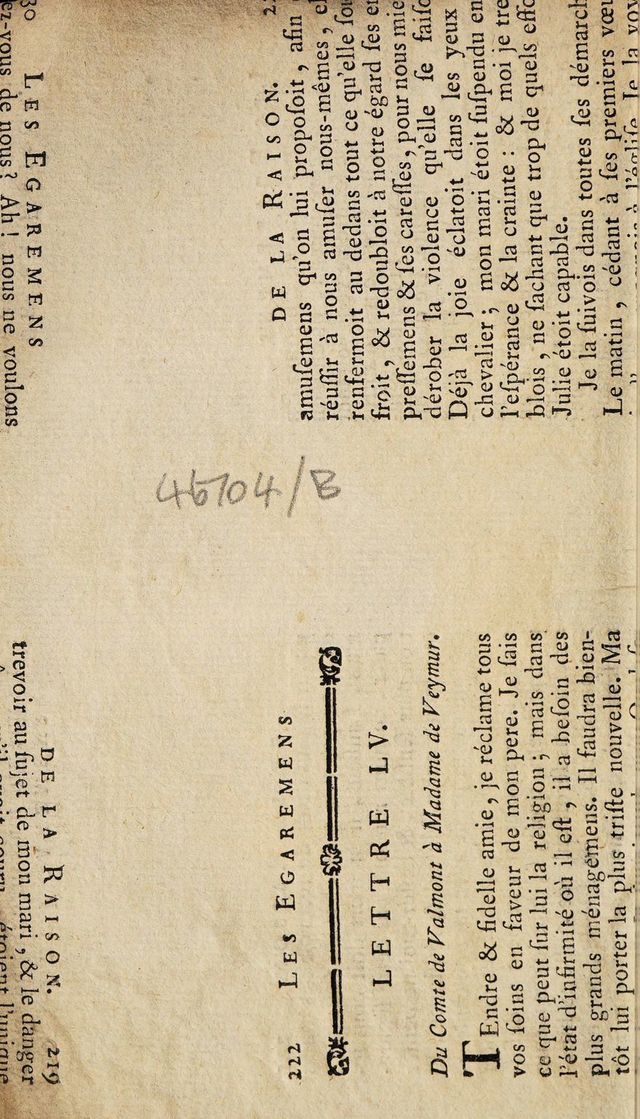 222 LES EGAREMENS
LETTRE LV.
Du Comte de Valmont à Madame de Veymur.
TEndre & fidelle amie, je réclame tous
vos ſoins en faveur de mon pere. Je ſais
ce que peut ſur lui la religion; mais dans
l'état d'infirmité où il eſt, il a beſoin des
plus grands ménagemens. Il faudra bien-
tôt lui porter la plus triſte nouvelle. Ma
DE LA RAISON.
amuſemens qu'on lui propoſoit, afin
réuſſir à nous amuſer nous-mêmes,
renfermoit au dedans tout ce qu'elle
froit, & redoubloit à notre égard ſes
preſſemens & ſes careſſes, pour nous
dérober la violence qu'elle ſe
Déjà la joie éclatoit dans les yeux
chevalier; mon mari étoit ſuſpendu
l'eſpérance & la crainte: & moi je
blois, ne ſachant que trop de quels
Julie étoit capable.
Je la ſuivois dans toutes ſes
Le matin, cédant à ſes premiers
46704/B
LES EGAREMENS
de nous? Ah! nous ne voulons
DE LA RAISON. 219
trevoir au ſujet de mon mari, & le danger